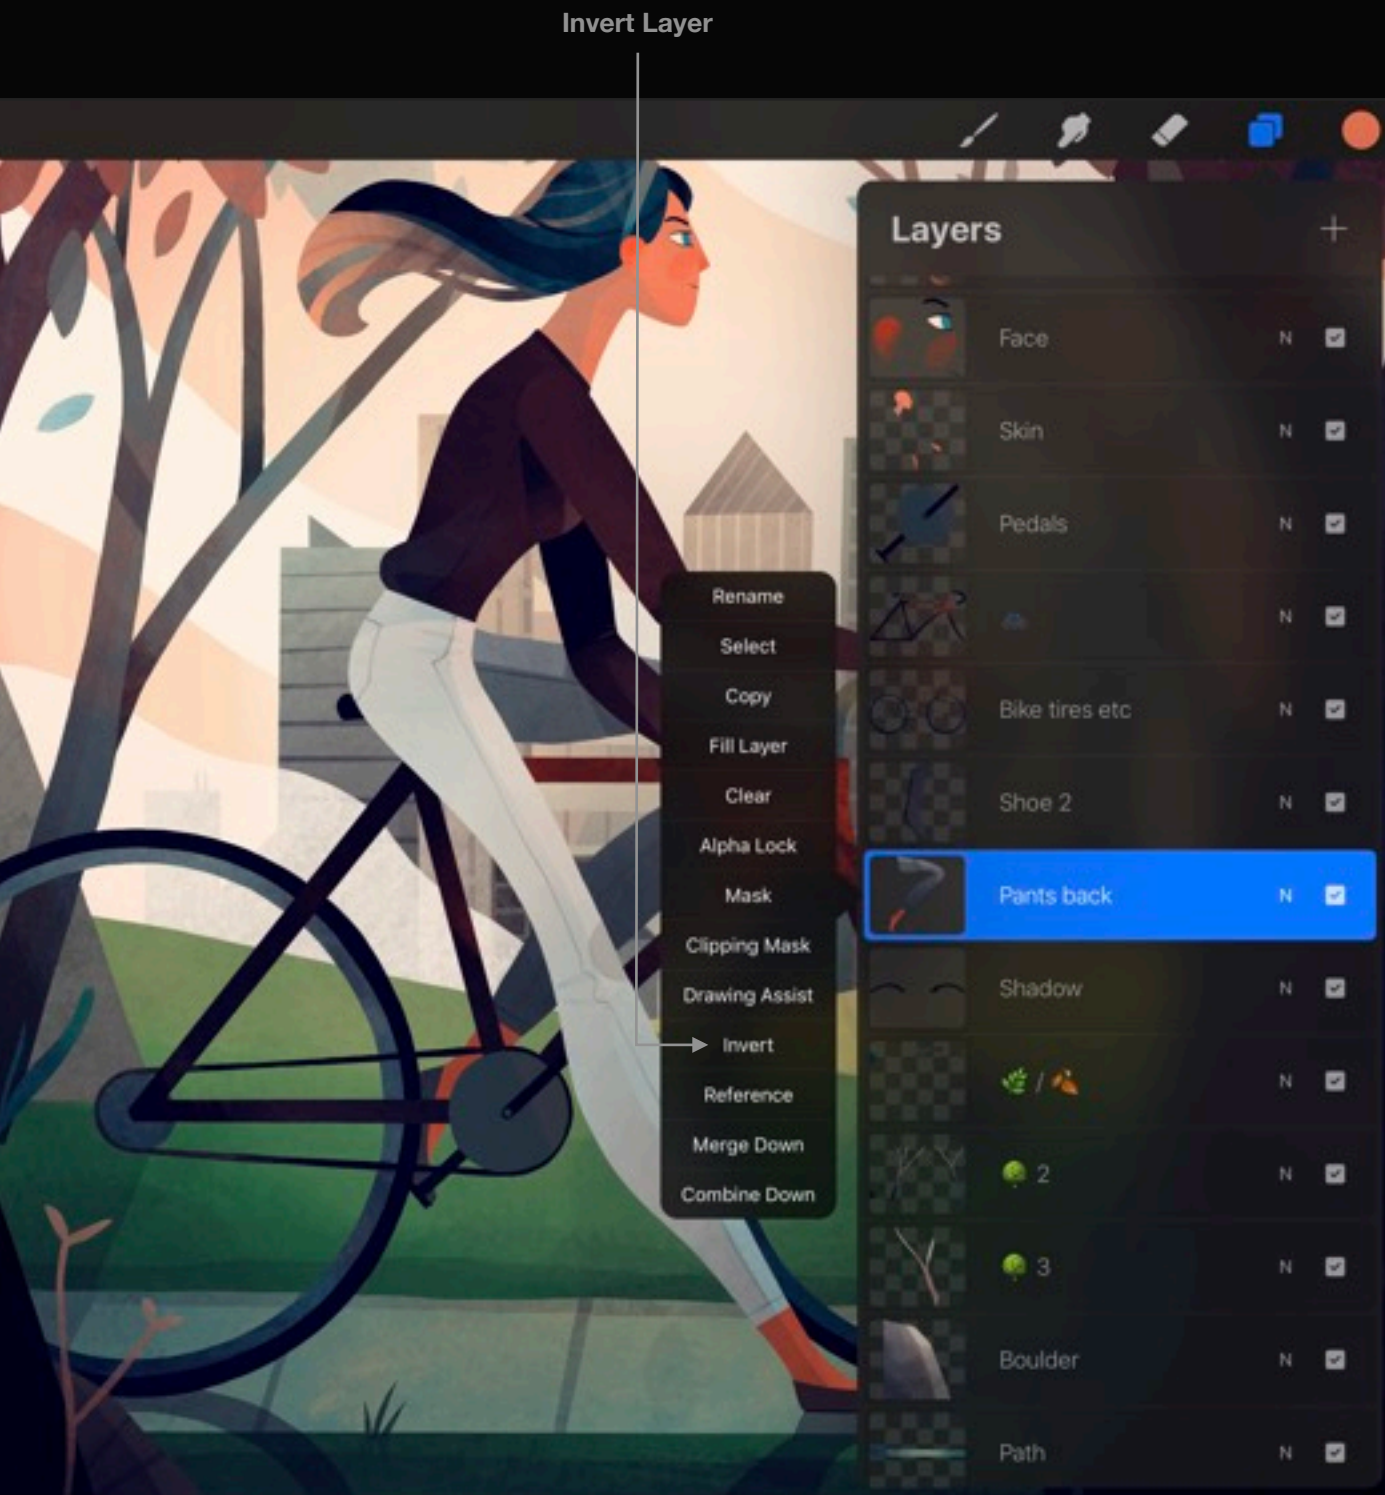 Invert Layer
Layers
Face N
Skin N
Pedals N
N
Bike tires etc N
Shoe 2 N
Pants back N
Shadow N
🌿 / 🍂 N
🌳 2 N
🌳 3 N
Boulder N
Path N
Rename
Select
Copy
Fill Layer
Clear
Alpha Lock
Mask
Clipping Mask
Drawing Assist
Invert
Reference
Merge Down
Combine Down